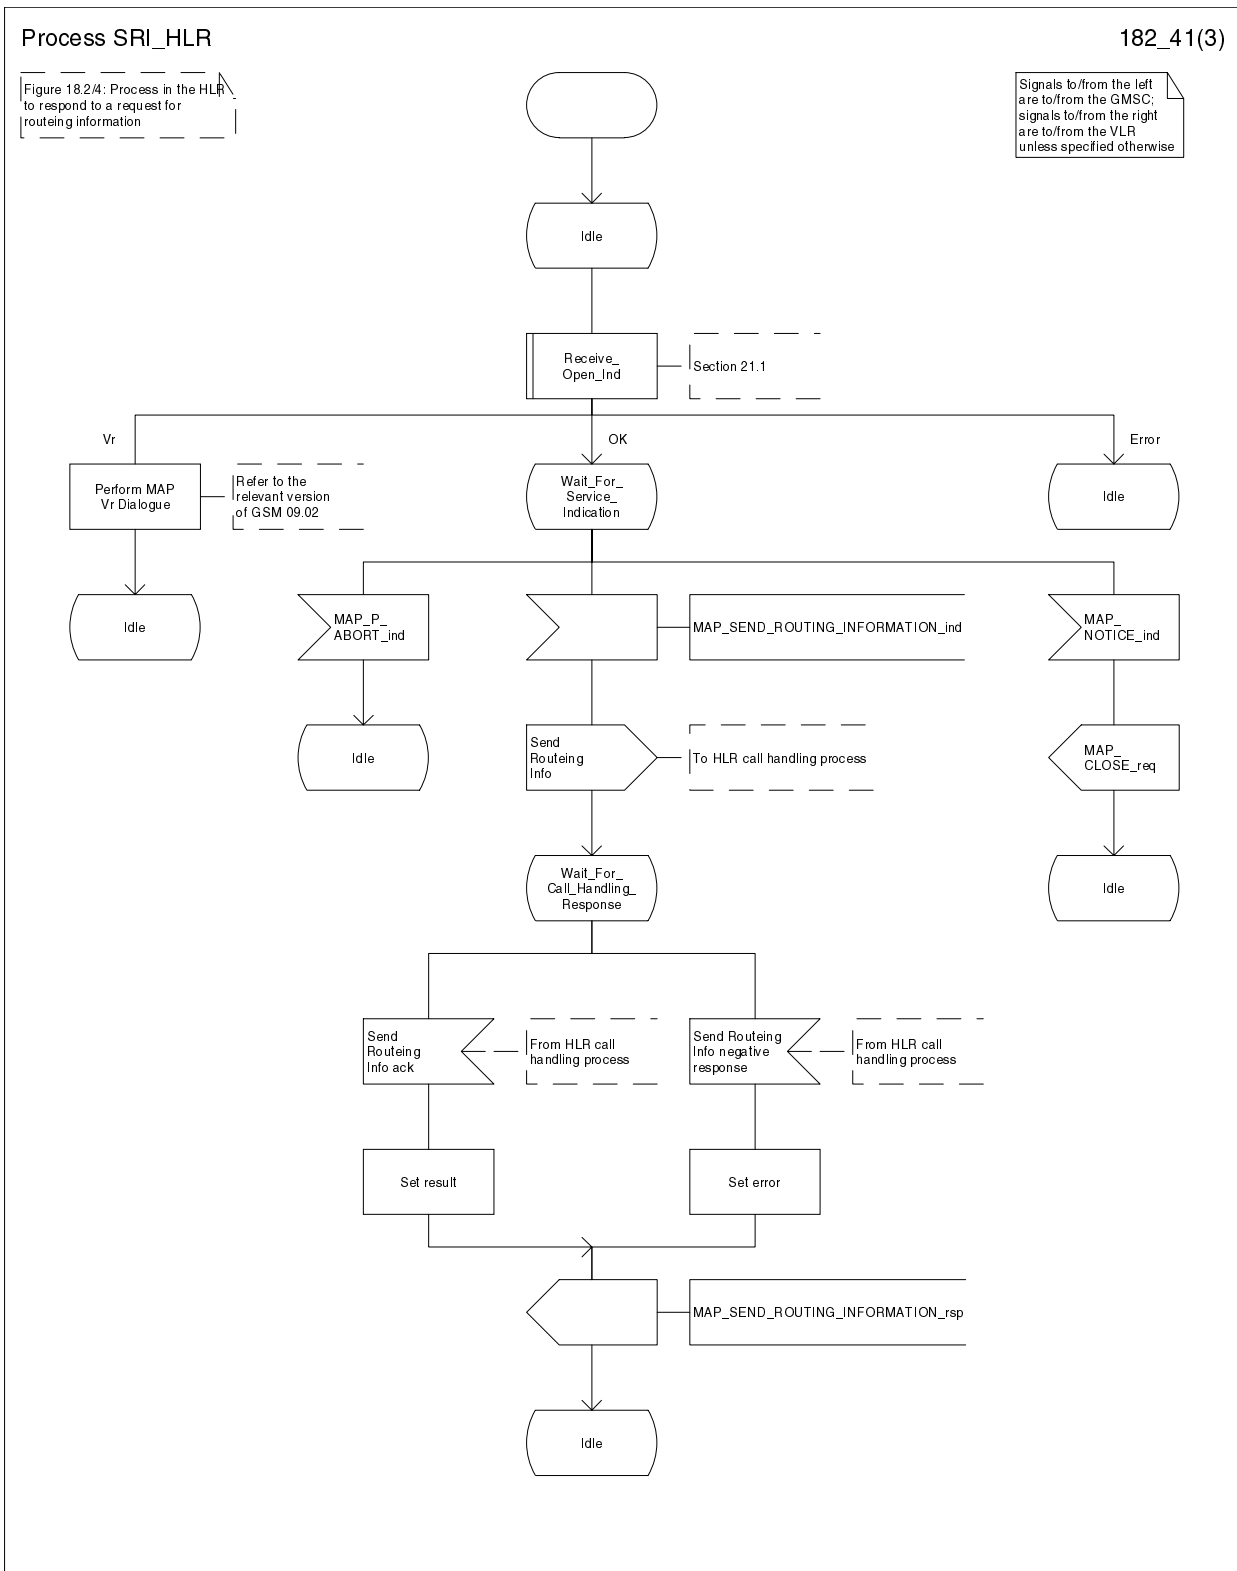 Process SRI_HLR
182_41(3)
Figure 18.2/4: Process in the HLR
to respond to a request for
routeing information
Signals to/from the left
are to/from the GMSC;
signals to/from the right
are to/from the VLR
unless specified otherwise
Idle
Receive_
Open_Ind
Section 21.1
Vr
OK
Error
Perform MAP
Vr Dialogue
Refer to the
relevant version
of GSM 09.02
Wait_For_
Service_
Indication
Idle
Idle
MAP_P_
ABORT_ind
MAP_SEND_ROUTING_INFORMATION_ind
MAP_
NOTICE_ind
Idle
Send
Routeing
Info
To HLR call handling process
MAP_
CLOSE_req
Wait_For_
Call_Handling_
Response
Idle
Send
Routeing
Info ack
From HLR call
handling process
Send Routeing
Info negative
response
From HLR call
handling process
Set result
Set error
MAP_SEND_ROUTING_INFORMATION_rsp
Idle